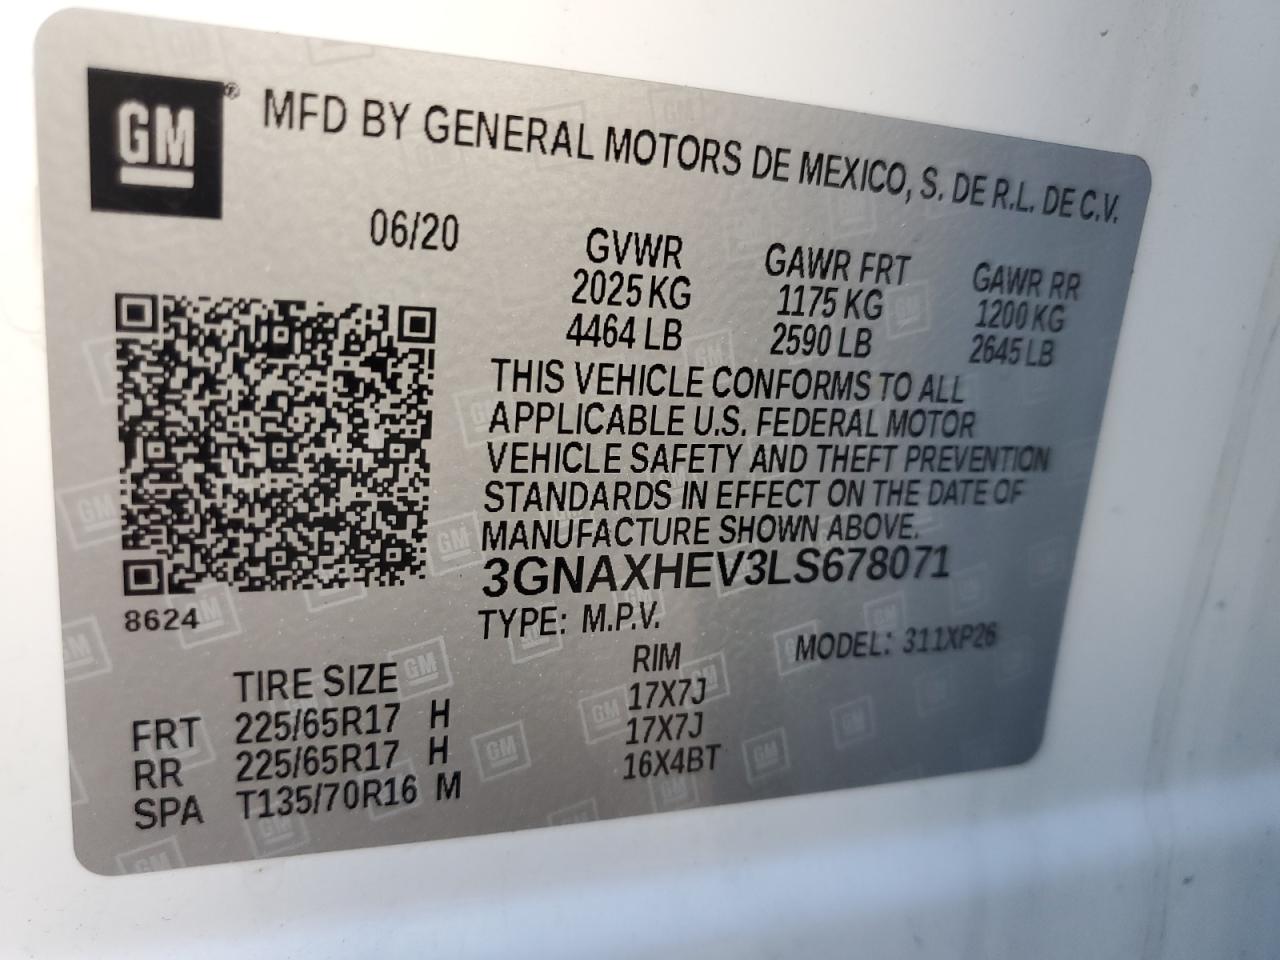 GM® MFD BY GENERAL MOTORS DE MEXICO, S. DE R.L. DE C.V.
06/20 GVWR GAWR FRT GAWR RR
2025 KG 1175 KG 1200 KG
4464 LB 2590 LB 2645 LB
THIS VEHICLE CONFORMS TO ALL
APPLICABLE U.S. FEDERAL MOTOR
VEHICLE SAFETY AND THEFT PREVENTION
STANDARDS IN EFFECT ON THE DATE OF
MANUFACTURE SHOWN ABOVE.
3GNAXHEV3LS678071
8624 TYPE: M.P.V. MODEL: 311XP26
TIRE SIZE RIM
FRT 225/65R17 H 17X7J
RR 225/65R17 H 17X7J
SPA T135/70R16 M 16X4BT